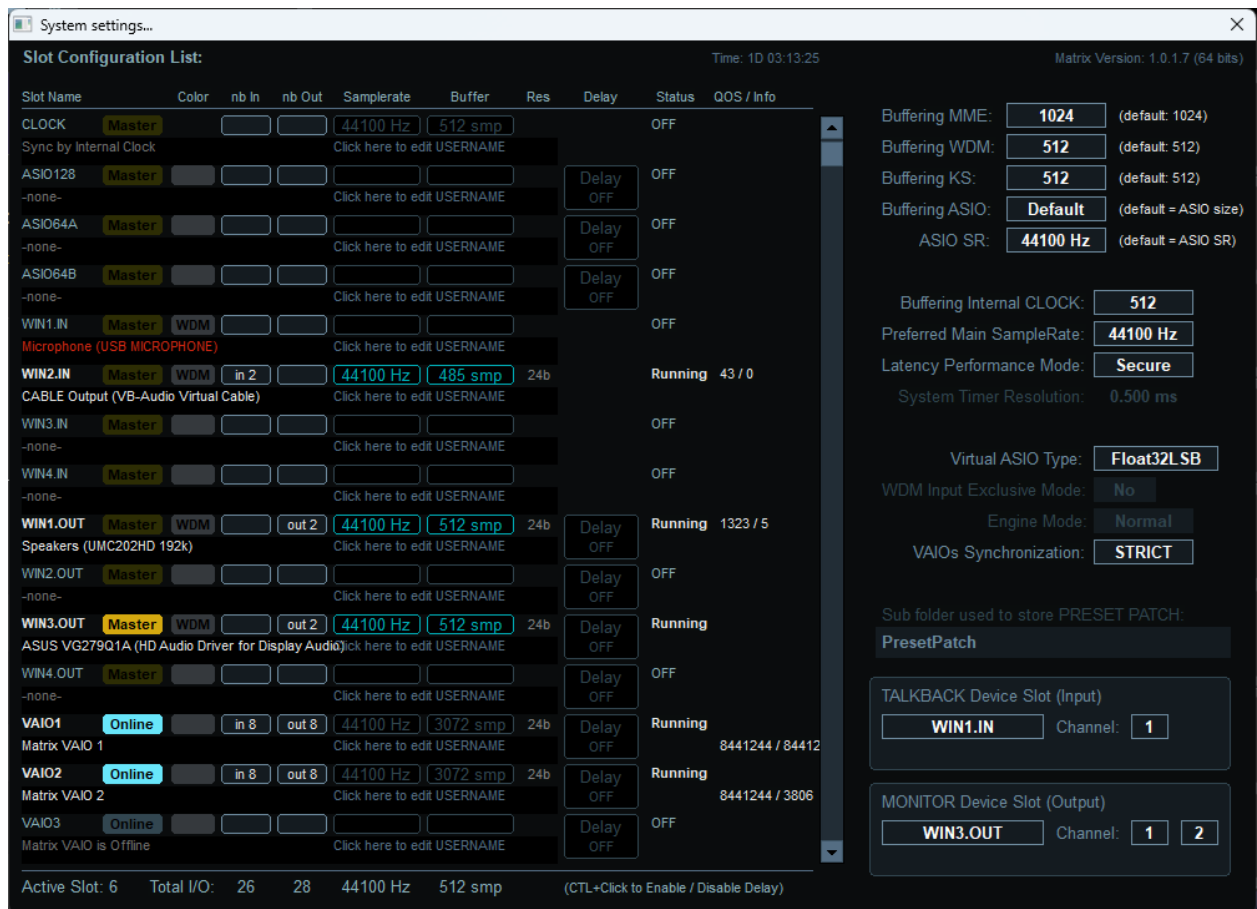 System settings...
Slot Configuration List: Time: 1D 03:13:25 Matrix Version: 1.0.1.7 (64 bits)
Slot Name Color nb In nb Out Samplerate Buffer Res Delay Status QOS / Info
CLOCK Master 44100 Hz 512 smp OFF
Sync by Internal Clock Click here to edit USERNAME
ASIO128 Master Delay OFF OFF
-none- Click here to edit USERNAME
ASIO64A Master Delay OFF OFF
-none- Click here to edit USERNAME
ASIO64B Master Delay OFF OFF
-none- Click here to edit USERNAME
WIN1.IN Master WDM OFF
Microphone (USB MICROPHONE) Click here to edit USERNAME
WIN2.IN Master WDM in 2 44100 Hz 485 smp 24b Running 43 / 0
CABLE Output (VB-Audio Virtual Cable) Click here to edit USERNAME
WIN3.IN Master OFF
-none- Click here to edit USERNAME
WIN4.IN Master OFF
-none- Click here to edit USERNAME
WIN1.OUT Master WDM out 2 44100 Hz 512 smp 24b Delay OFF Running 1323 / 5
Speakers (UMC202HD 192k) Click here to edit USERNAME
WIN2.OUT Master Delay OFF OFF
-none- Click here to edit USERNAME
WIN3.OUT Master WDM out 2 44100 Hz 512 smp 24b Delay OFF Running
ASUS VG279Q1A (HD Audio Driver for Display Audio) here to edit USERNAME
WIN4.OUT Master Delay OFF OFF
-none- Click here to edit USERNAME
VAIO1 Online in 8 out 8 44100 Hz 3072 smp 24b Delay OFF Running
Matrix VAIO 1 Click here to edit USERNAME 8441244 / 84412
VAIO2 Online in 8 out 8 44100 Hz 3072 smp 24b Delay OFF Running
Matrix VAIO 2 Click here to edit USERNAME 8441244 / 3806
VAIO3 Online Delay OFF OFF
Matrix VAIO is Offline Click here to edit USERNAME
Active Slot: 6 Total I/O: 26 28 44100 Hz 512 smp (CTL+Click to Enable / Disable Delay)
Buffering MME: 1024 (default: 1024)
Buffering WDM: 512 (default: 512)
Buffering KS: 512 (default: 512)
Buffering ASIO: Default (default = ASIO size)
ASIO SR: 44100 Hz (default = ASIO SR)
Buffering Internal CLOCK: 512
Preferred Main SampleRate: 44100 Hz
Latency Performance Mode: Secure
System Timer Resolution: 0.500 ms
Virtual ASIO Type: Float32LSB
WDM Input Exclusive Mode: No
Engine Mode: Normal
VAIOs Synchronization: STRICT
Sub folder used to store PRESET PATCH:
PresetPatch
TALKBACK Device Slot (Input)
WIN1.IN Channel: 1
MONITOR Device Slot (Output)
WIN3.OUT Channel: 1 2